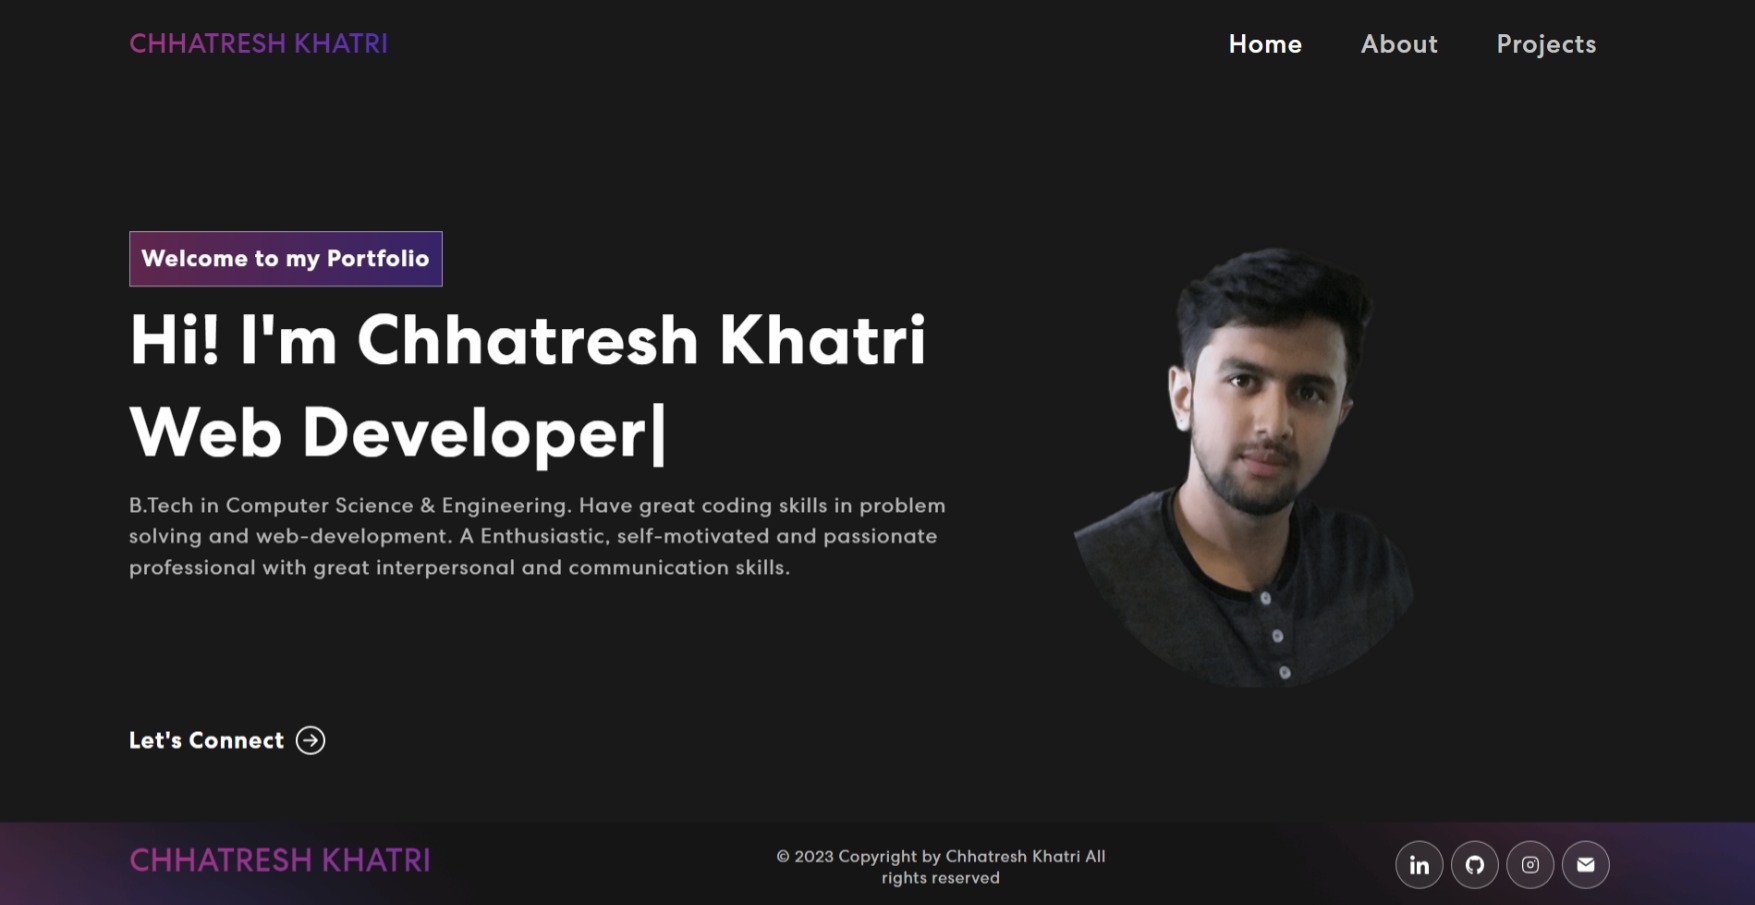 CHHATRESH KHATRI
Home About Projects
Welcome to my Portfolio
Hi! I'm Chhatresh Khatri
Web Developer|
B.Tech in Computer Science & Engineering. Have great coding skills in problem
solving and web-development. A Enthusiastic, self-motivated and passionate
professional with great interpersonal and communication skills.
Let's Connect
CHHATRESH KHATRI
© 2023 Copyright by Chhatresh Khatri All
rights reserved
in